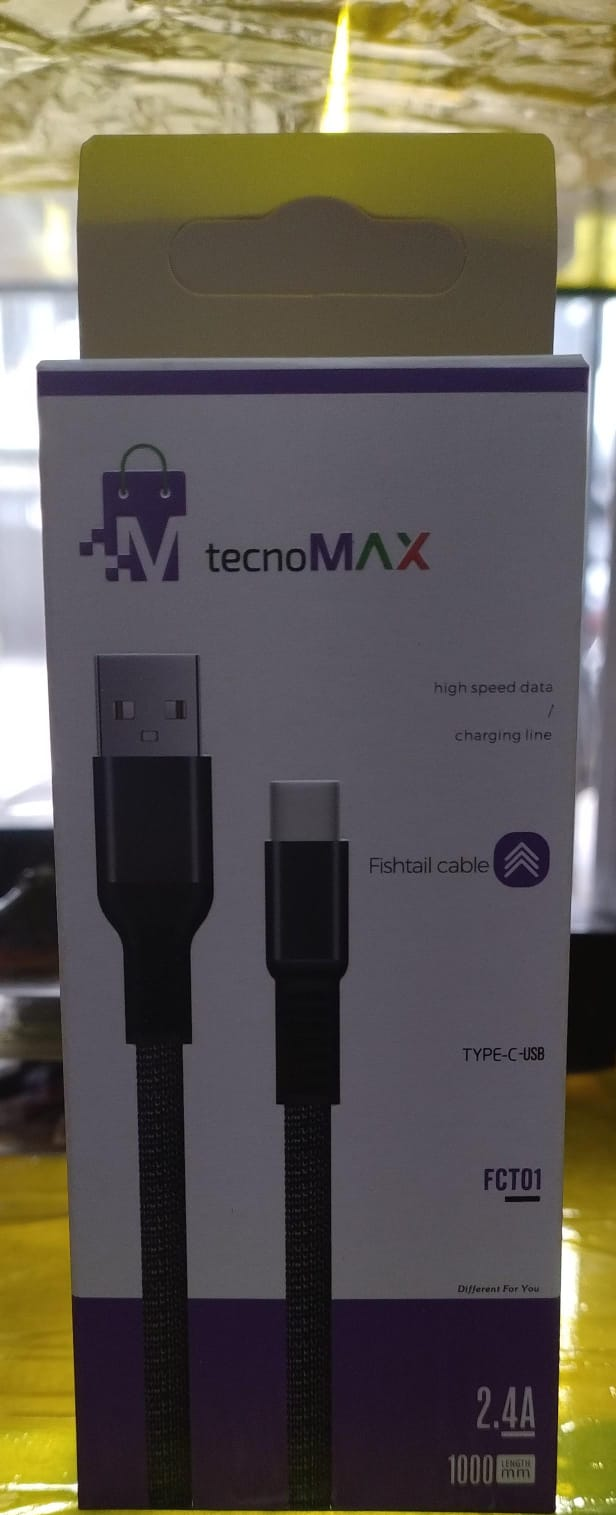 M
tecnoMAX
high speed data
/
charging line
Fishtail cable
TYPE-C-USB
FCT01
Different For You
2.4A
1000 LENGTH mm